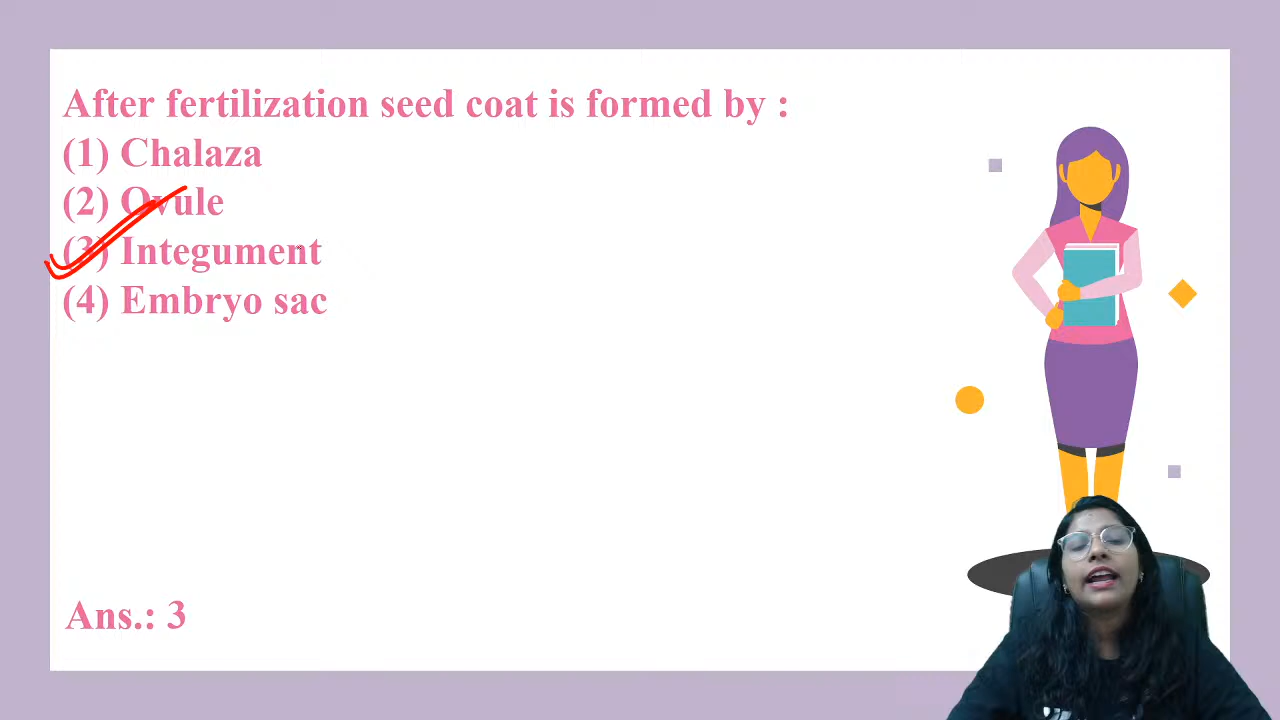 After fertilization seed coat is formed by :
(1) Chalaza
(2) Ovule
(3) Integument
(4) Embryo sac
Ans.: 3